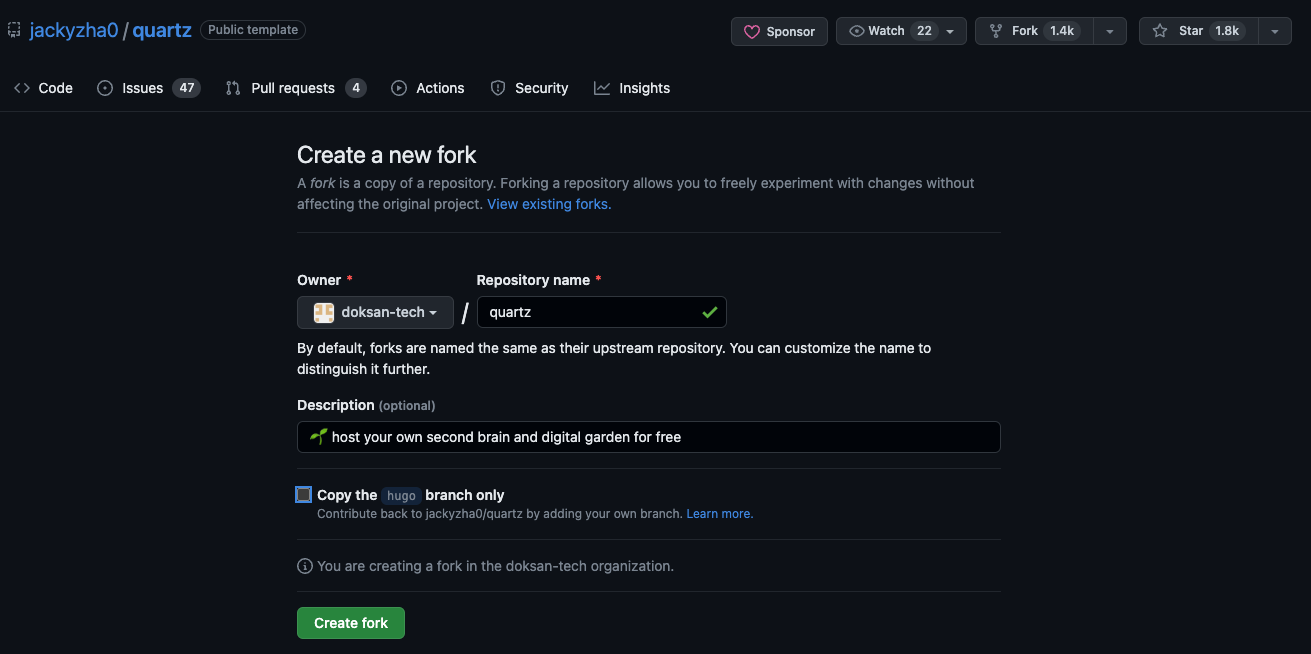 jackyzha0 / quartz Public template Sponsor Watch 22 Fork 1.4k Star 1.8k
Code Issues 47 Pull requests 4 Actions Security Insights
Create a new fork
A fork is a copy of a repository. Forking a repository allows you to freely experiment with changes without
affecting the original project. View existing forks.
Owner * Repository name *
doksan-tech / quartz
By default, forks are named the same as their upstream repository. You can customize the name to
distinguish it further.
Description (optional)
🌱 host your own second brain and digital garden for free
Copy the hugo branch only
Contribute back to jackyzha0/quartz by adding your own branch. Learn more.
You are creating a fork in the doksan-tech organization.
Create fork